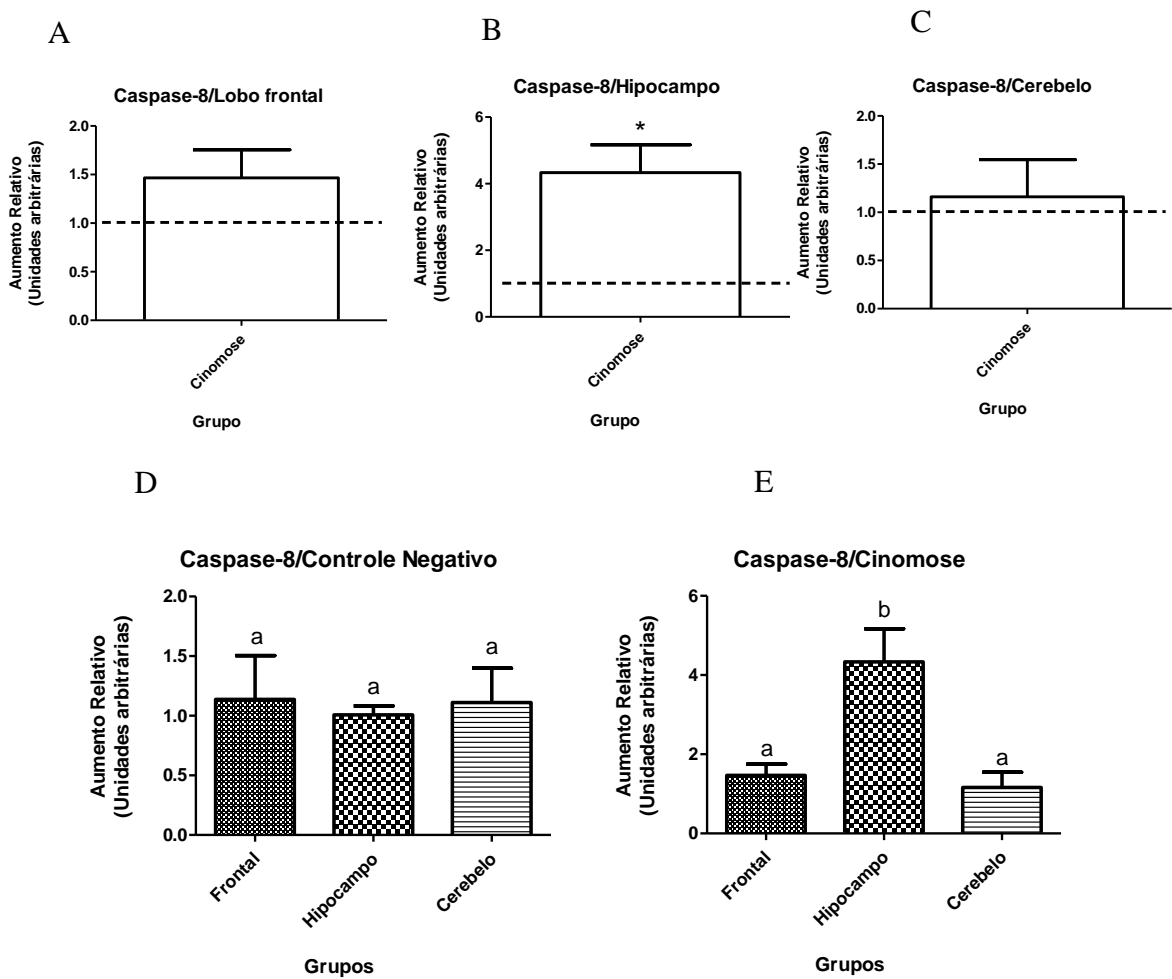 A
B
C
Caspase-8/Lobo frontal
Aumento Relativo
(Unidades arbitrárias)
2.0
1.5
1.0
0.5
0.0
Cinomose
Grupo
Caspase-8/Hipocampo
Aumento Relativo
(Unidades arbitrárias)
6
4
2
0
*
Cinomose
Grupo
Caspase-8/Cerebelo
Aumento Relativo
(Unidades arbitrárias)
2.0
1.5
1.0
0.5
0.0
Cinomose
Grupo
D
E
Caspase-8/Controle Negativo
Aumento Relativo
(Unidades arbitrárias)
2.0
1.5
1.0
0.5
0.0
a
a
a
Frontal
Hipocampo
Cerebelo
Grupos
Caspase-8/Cinomose
Aumento Relativo
(Unidades arbitrárias)
6
4
2
0
a
b
a
Frontal
Hipocampo
Cerebelo
Grupos